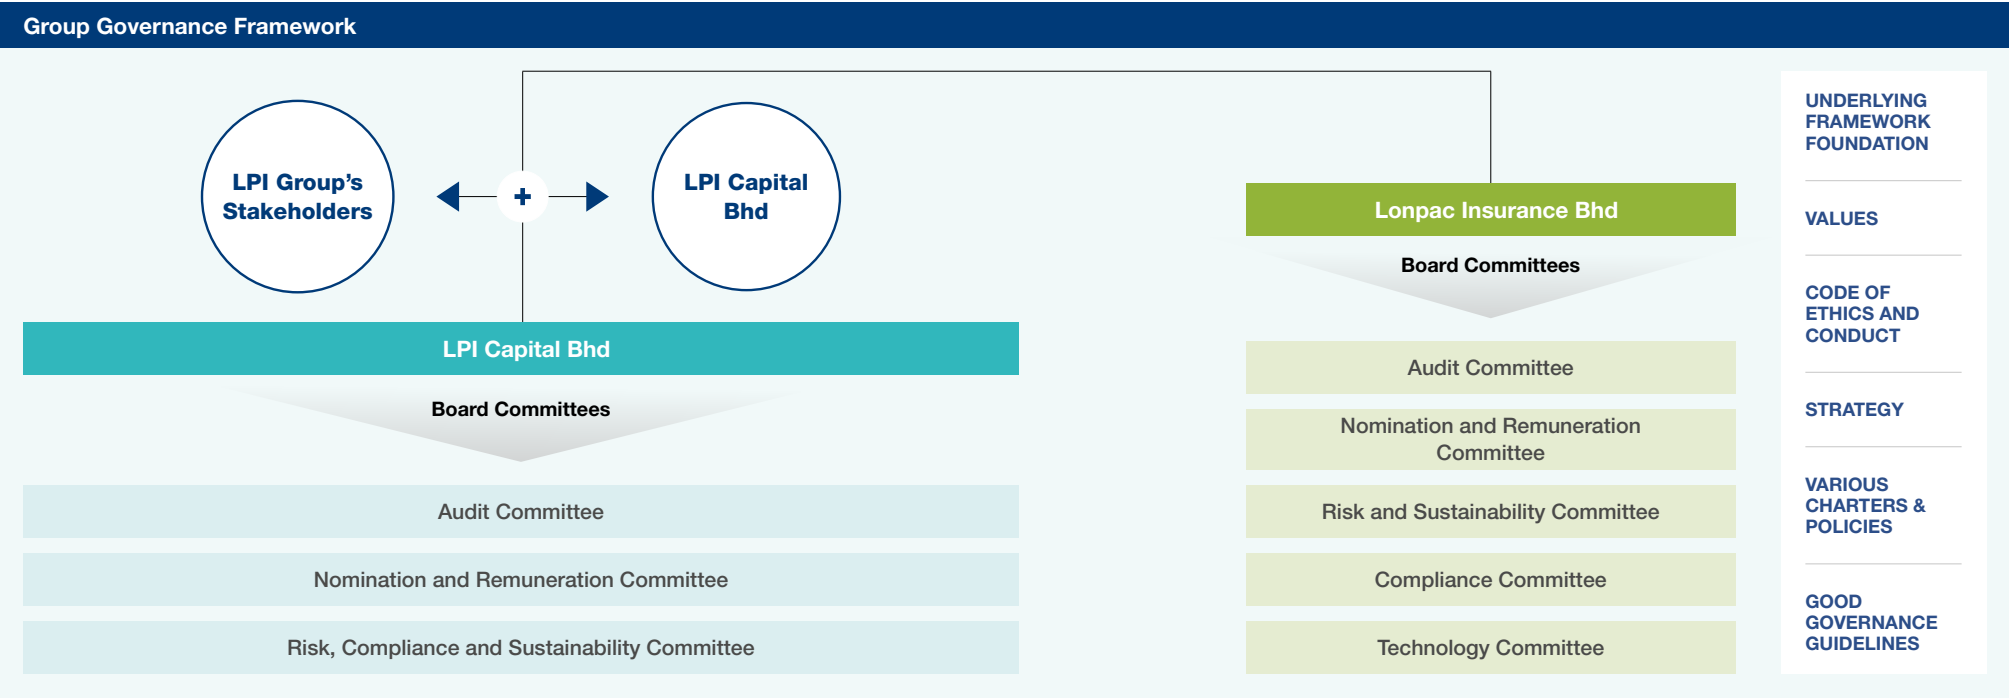 Group Governance Framework
LPI Group's
Stakeholders
+
LPI Capital
Bhd
LPI Capital Bhd
Board Committees
Audit Committee
Nomination and Remuneration Committee
Risk, Compliance and Sustainability Committee
Lonpac Insurance Bhd
Board Committees
Audit Committee
Nomination and Remuneration
Committee
Risk and Sustainability Committee
Compliance Committee
Technology Committee
UNDERLYING
FRAMEWORK
FOUNDATION
VALUES
CODE OF
ETHICS AND
CONDUCT
STRATEGY
VARIOUS
CHARTERS &
POLICIES
GOOD
GOVERNANCE
GUIDELINES